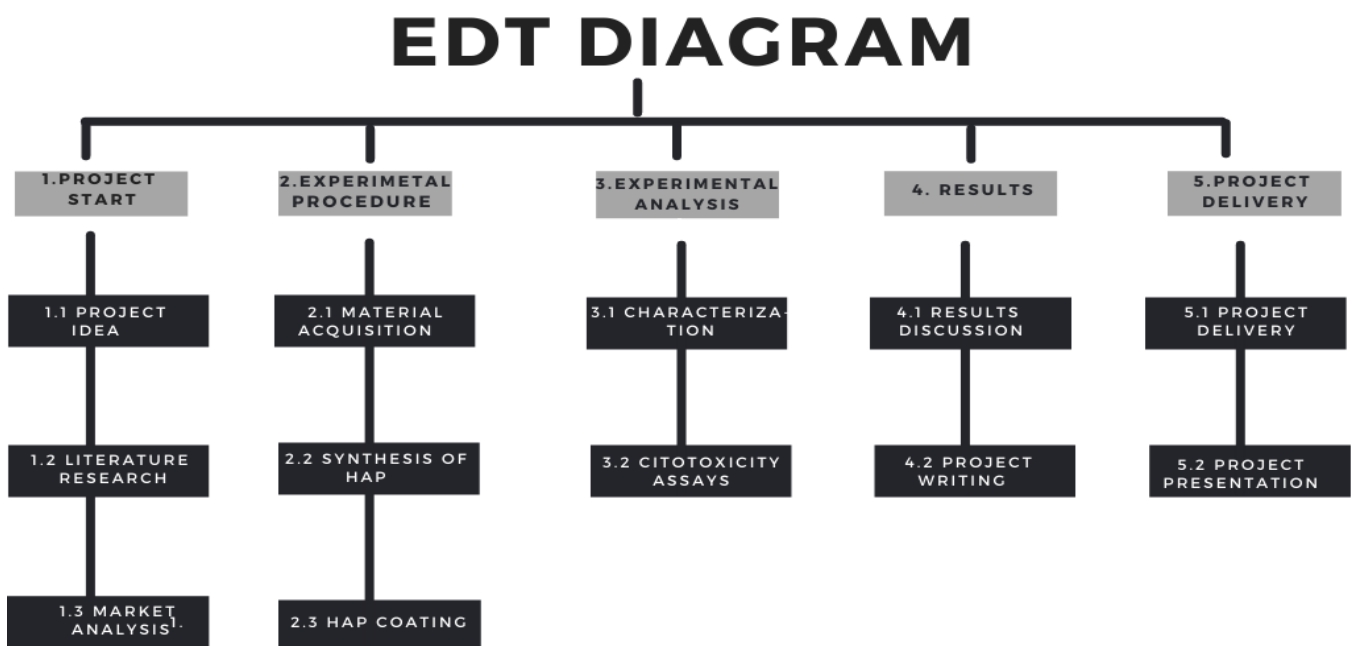 EDT DIAGRAM
1.PROJECT
START
2.EXPERIMETAL
PROCEDURE
3.EXPERIMENTAL
ANALYSIS
4. RESULTS
5.PROJECT
DELIVERY
1.1 PROJECT
IDEA
2.1 MATERIAL
ACQUISITION
3.1 CHARACTERIZA-
TION
4.1 RESULTS
DISCUSSION
5.1 PROJECT
DELIVERY
1.2 LITERATURE
RESEARCH
2.2 SYNTHESIS OF
HAP
3.2 CITOTOXICITY
ASSAYS
4.2 PROJECT
WRITING
5.2 PROJECT
PRESENTATION
1.3 MARKET
ANALYSIS
1.
2.3 HAP COATING